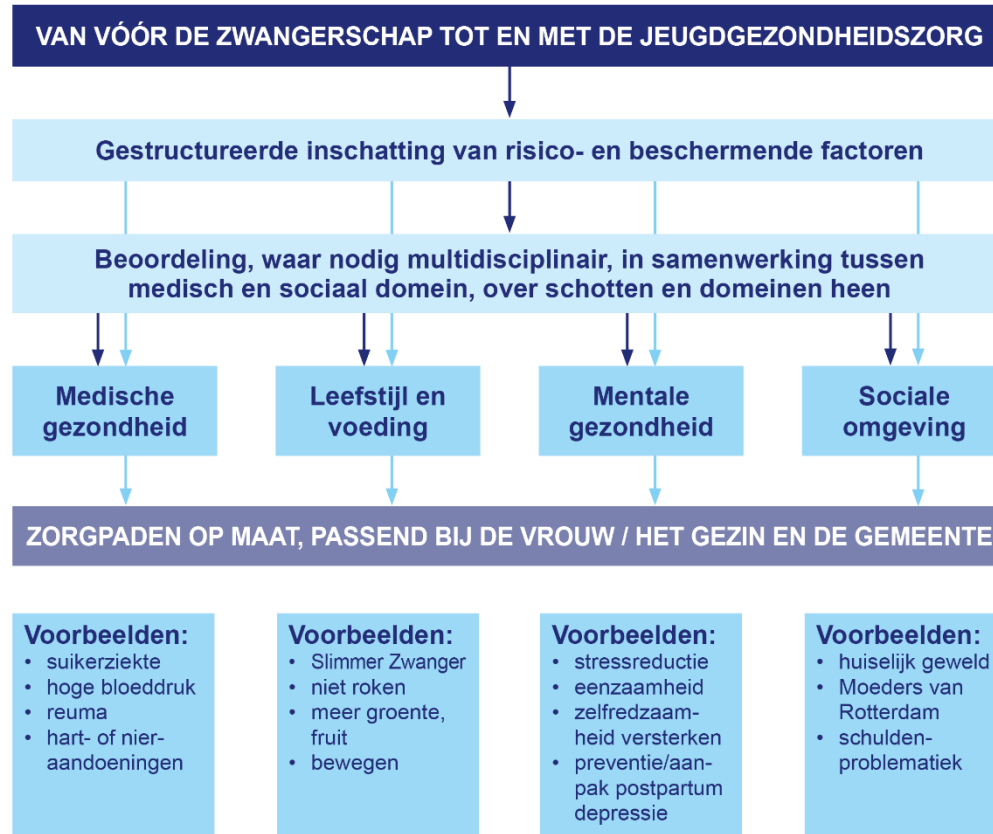 VAN VÓÓR DE ZWANGERSCHAP TOT EN MET DE JEUGDGEZONDHEIDSZORG
Gestructureerde inschatting van risico- en beschermende factoren
Beoordeling, waar nodig multidisciplinair, in samenwerking tussen
medisch en sociaal domein, over schotten en domeinen heen
Medische
gezondheid
Leefstijl en
voeding
Mentale
gezondheid
Sociale
omgeving
ZORGPADEN OP MAAT, PASSEND BIJ DE VROUW / HET GEZIN EN DE GEMEENTE
Voorbeelden:
• suikerziekte
• hoge bloeddruk
• reuma
• hart- of nier-
aandoeningen
Voorbeelden:
• Slimmer Zwanger
• niet roken
• meer groente,
fruit
• bewegen
Voorbeelden:
• stressreductie
• eenzaamheid
• zelfredzaam-
heid versterken
• preventie/aan-
pak postpartum
depressie
Voorbeelden:
• huiselijk geweld
• Moeders van
Rotterdam
• schulden-
problematiek